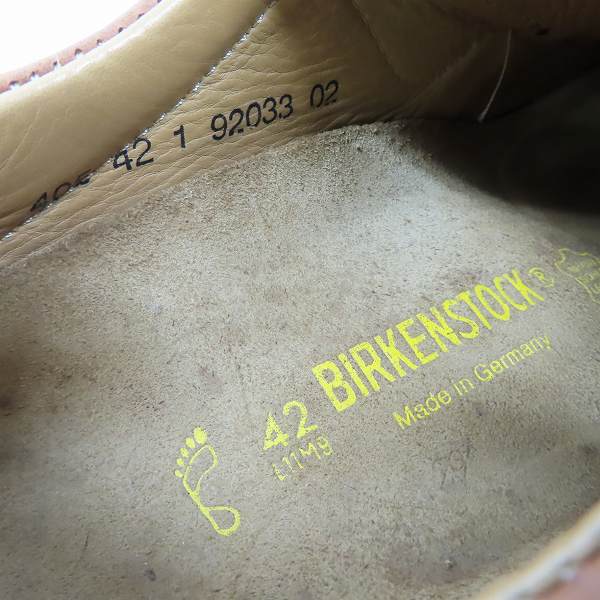 42 1 92033 02
BIRKENSTOCK®
Made in Germany
42
L11M9